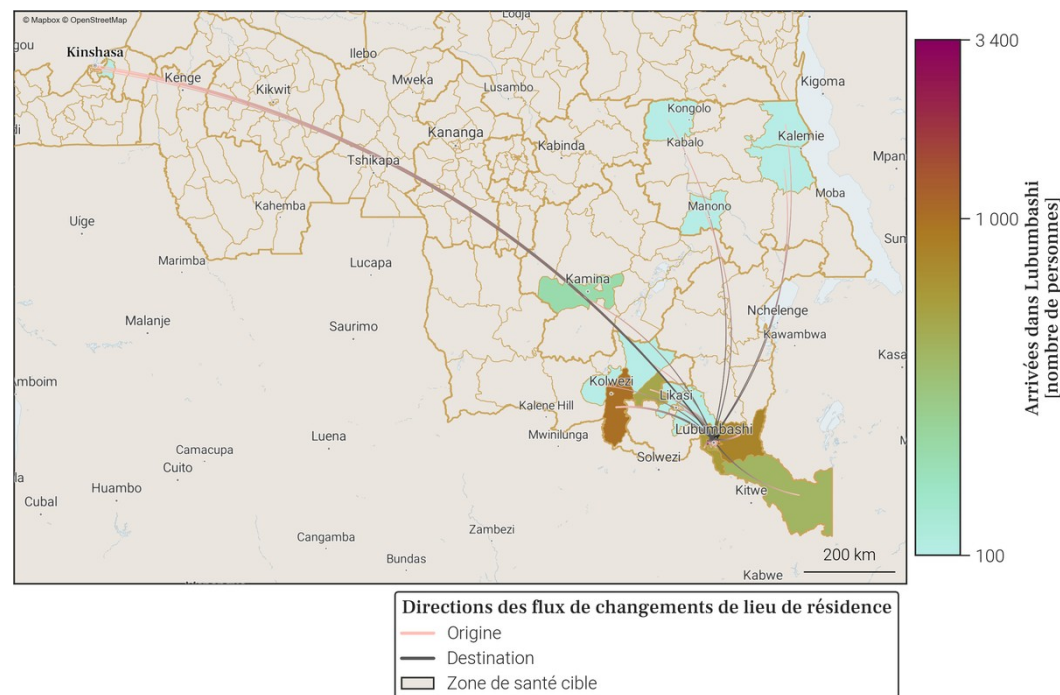 © Mapbox © OpenStreetMap
Lodja
Kinshasa
Ilebo
Kenge
Mweka
Kigoma
Kikwit
Lusambo
Kongolo
Kananga
Kalemie
Kabinda
Kabalo
Tshikapa
Mpan
Moba
Manono
Kahemba
Uige
Sum
Marimba
Lucapa
Kamina
Nchelenge
Malanje
Saurimo
Kawambwa
Kasa
Amboim
Kolwezi
Likasi
Kalene Hill
Lubumbashi
Luena
Mwinilunga
Camacupa
Solwezi
Cuito
Huambo
Kitwe
Cubal
Zambezi
Cangamba
Bundas
200 km
Kabwe
3 400
1 000
100
Arrivées dans Lubumbashi
[nombre de personnes]
Directions des flux de changements de lieu de résidence
Origine
Destination
Zone de santé cible